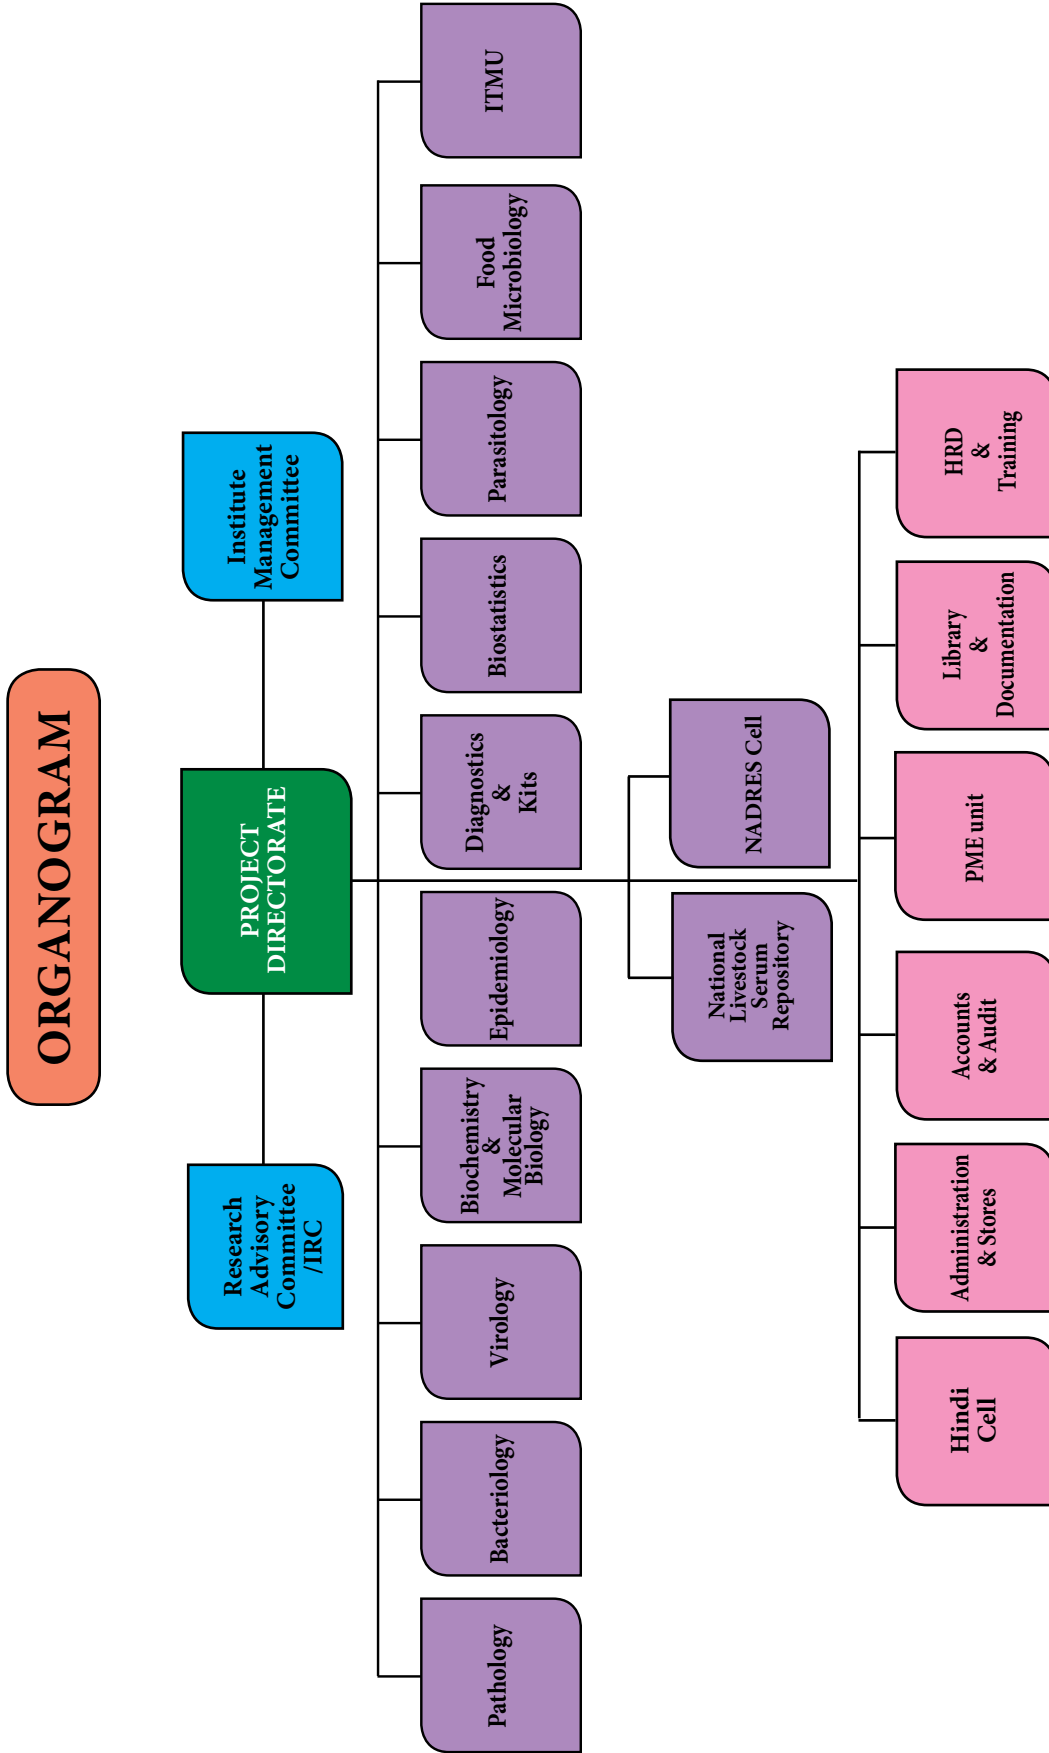 ORGANOGRAM
Research
Advisory
Committee
/IRC
PROJECT
DIRECTORATE
Institute
Management
Committee
Pathology
Bacteriology
Virology
Biochemistry
&
Molecular
Biology
Epidemiology
Diagnostics
&
Kits
Biostatistics
Parasitology
Food
Microbiology
ITMU
National
Livestock
Serum
Repository
NADRES Cell
Hindi
Cell
Administration
& Stores
Accounts
& Audit
PME unit
Library
&
Documentation
HRD
&
Training